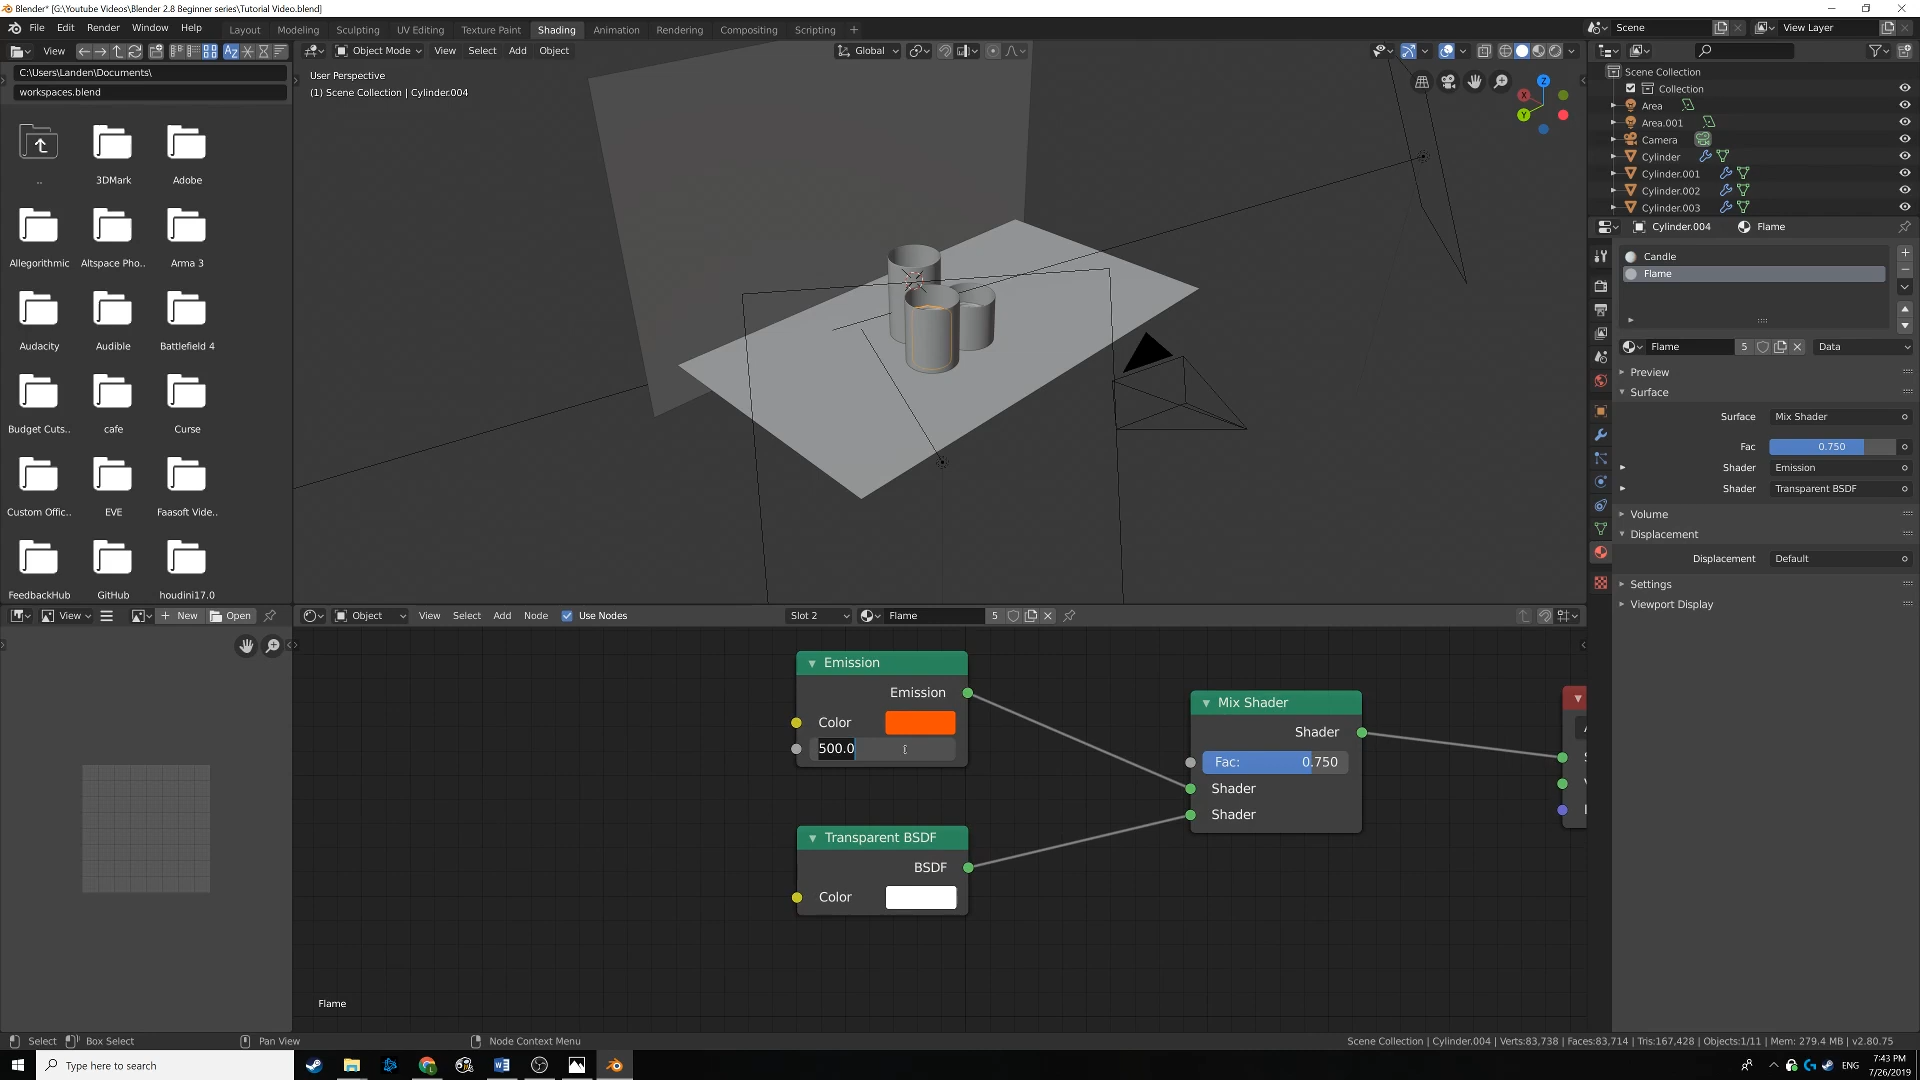 Blender* [G:\Youtube Videos\Blender 2.8 Beginner series\Tutorial Video.blend]
File Edit Render Window Help
Layout Modeling Sculpting UV Editing Texture Paint Shading Animation Rendering Compositing Scripting +
Scene View Layer
View
Object Mode View Select Add Object Global
C:\Users\Landen\Documents\
workspaces.blend
User Perspective
(1) Scene Collection | Cylinder.004
X Y Z
Scene Collection
Collection
Area
Area.001
Camera
Cylinder
Cylinder.001
Cylinder.002
Cylinder.003
.. 3DMark Adobe
Allegorithmic Altspace Pho.. Arma 3
Audacity Audible Battlefield 4
Budget Cuts.. cafe Curse
Custom Offic.. EVE Faasoft Vide..
FeedbackHub GitHub houdini17.0
Cylinder.004 Flame
Candle
Flame
Flame 5 Data
Preview
Surface
Surface Mix Shader
Fac 0.750
Shader Emission
Shader Transparent BSDF
Volume
Displacement
Displacement Default
Settings
Viewport Display
View New Open
Object View Select Add Node Use Nodes Slot 2 Flame 5
Emission
Emission
Color
500.0
Transparent BSDF
BSDF
Color
Mix Shader
Shader
Fac: 0.750
Shader
Shader
Flame
Select Box Select Pan View Node Context Menu
Scene Collection | Cylinder.004 | Verts:83,738 | Faces:83,714 | Tris:167,428 | Objects:1/11 | Mem: 279.4 MB | v2.80.75
Type here to search
ENG
7:43 PM
7/26/2019